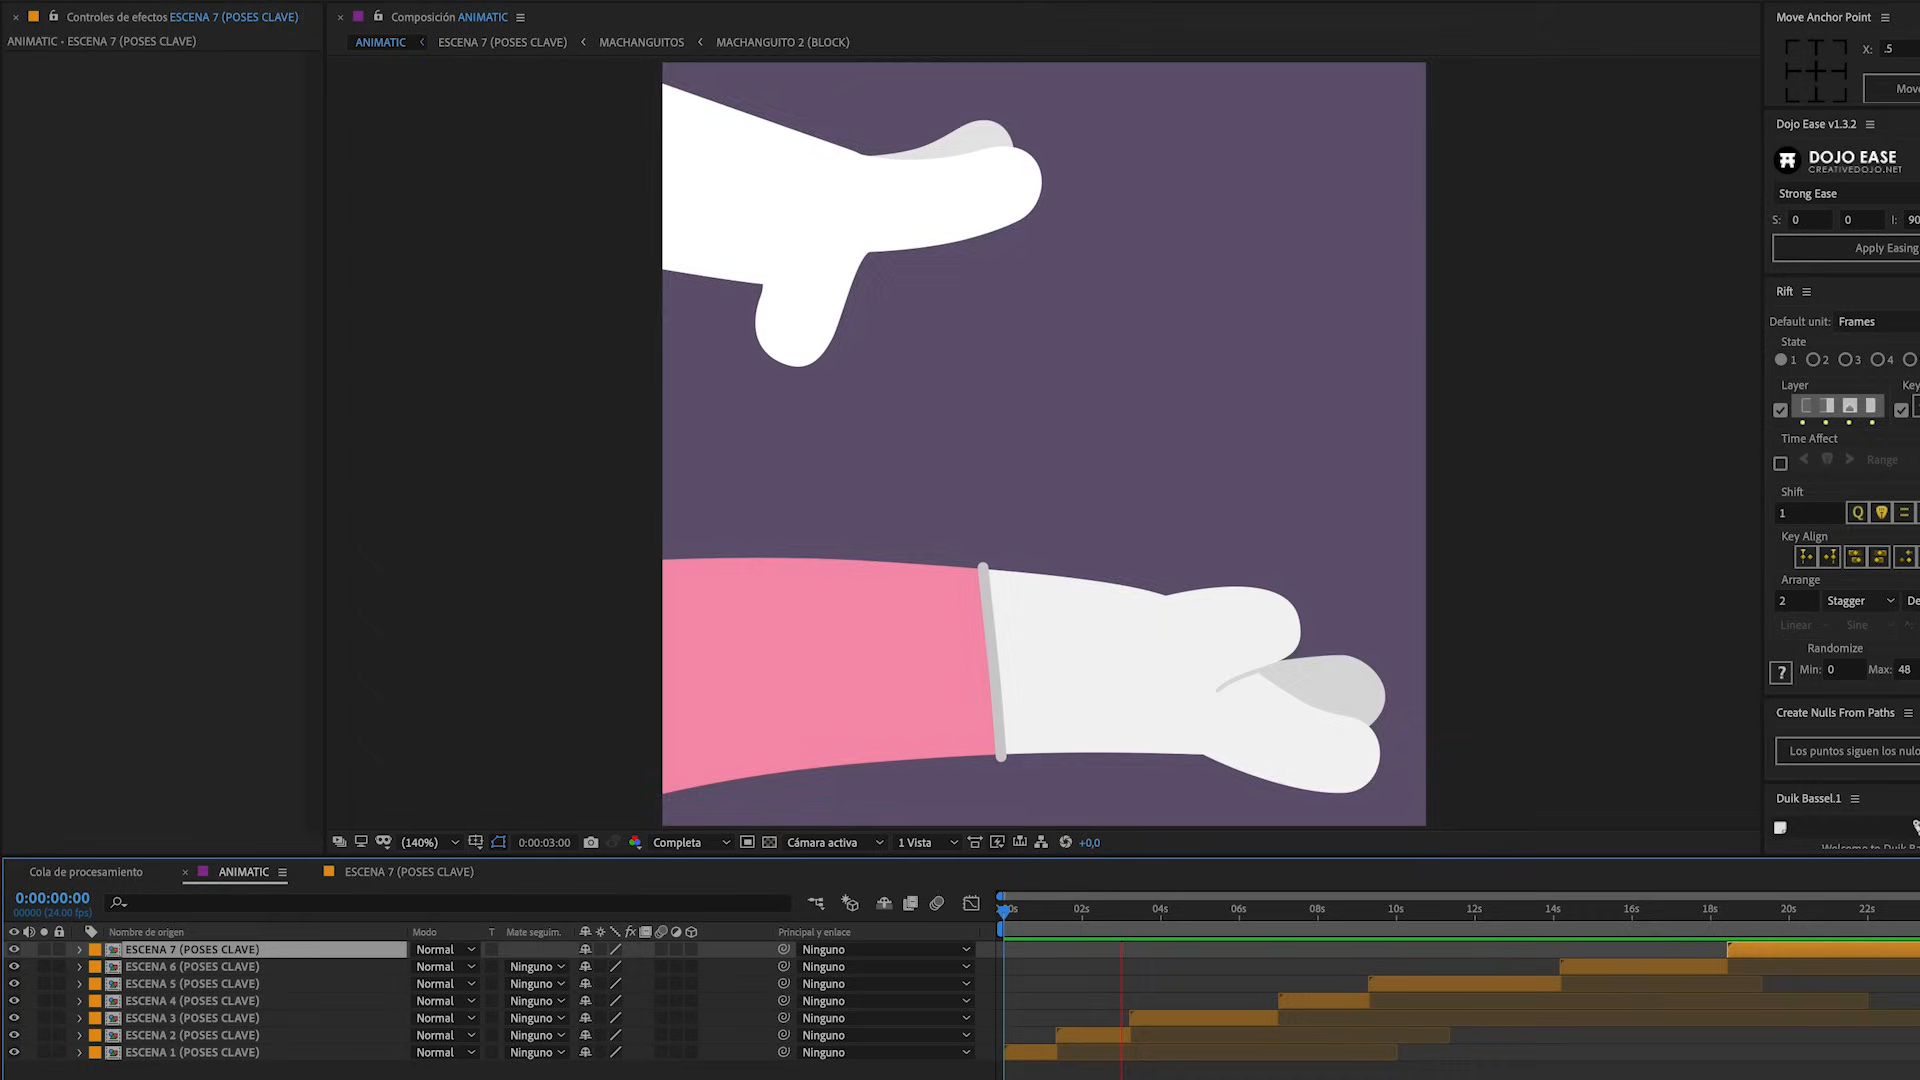 Controles de efectos ESCENA 7 (POSES CLAVE)
ANIMATIC • ESCENA 7 (POSES CLAVE)
Composición ANIMATIC
ANIMATIC
ESCENA 7 (POSES CLAVE)
MACHANGUITOS
MACHANGUITO 2 (BLOCK)
Move Anchor Point
X: .5
Move
Dojo Ease v1.3.2
DOJO EASE
CREATIVEDOJO.NET
Strong Ease
S: 0 0 I: 90
Apply Easing
Rift
Default unit: Frames
State
1 2 3 4
Layer
Key
Time Affect
Range
Shift
1
Key Align
Arrange
2 Stagger De
Linear Sine
Randomize
? Min: 0 Max: 48
Create Nulls From Paths
Los puntos siguen los nulo
Duik Bassel.1
Welcome to Duik Ba
(140%) 0:00:03:00 Completa Cámara activa 1 Vista +0,0
Cola de procesamiento ANIMATIC ESCENA 7 (POSES CLAVE)
0:00:00:00
00000 (24.00 fps)
02s 04s 06s 08s 10s 12s 14s 16s 18s 20s 22s
Nombre de origen Modo T Mate seguim. fx Principal y enlace
ESCENA 7 (POSES CLAVE) Normal Ninguno
ESCENA 6 (POSES CLAVE) Normal Ninguno Ninguno
ESCENA 5 (POSES CLAVE) Normal Ninguno Ninguno
ESCENA 4 (POSES CLAVE) Normal Ninguno Ninguno
ESCENA 3 (POSES CLAVE) Normal Ninguno Ninguno
ESCENA 2 (POSES CLAVE) Normal Ninguno Ninguno
ESCENA 1 (POSES CLAVE) Normal Ninguno Ninguno